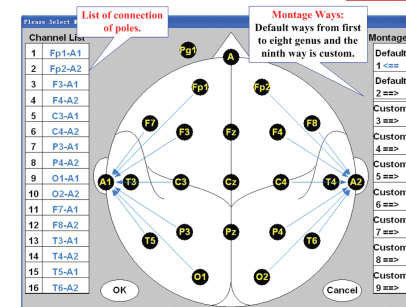 Please Select M
List of connection
of poles.
Montage Ways:
Default ways from first
to eight genus and the
ninth way is custom.
Channel List
1 Fp1-A1
2 Fp2-A2
3 F3-A1
4 F4-A2
5 C3-A1
6 C4-A2
7 P3-A1
8 P4-A2
9 O1-A1
10 O2-A2
11 F7-A1
12 F8-A2
13 T3-A1
14 T4-A2
15 T5-A1
16 T6-A2
Pg1
A
Fp1 Fp2
F7 F3 Fz F4 F8
A1 T3 C3 Cz C4 T4 A2
T5 P3 Pz P4 T6
O1 O2
OK
Cancel
Montage
Default
1 <==
Default
2 ==>
Custom
3 ==>
Custom
4 ==>
Custom
5 ==>
Custom
6 ==>
Custom
7 ==>
Custom
8 ==>
Custom
9 ==>